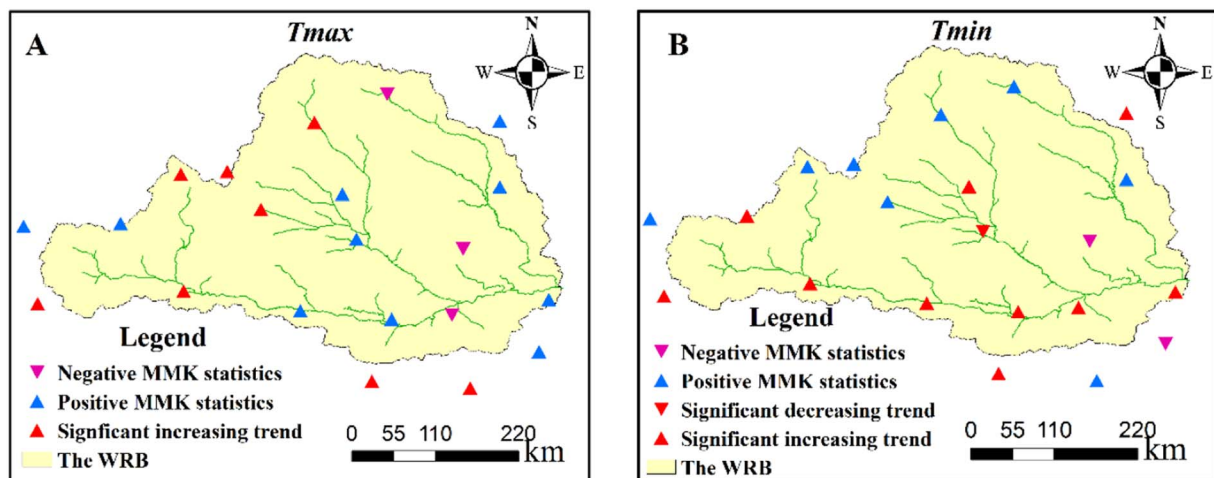 A
Tmax
N
W
E
S
Legend
Negative MMK statistics
Positive MMK statistics
Signficant increasing trend
The WRB
0 55 110 220
km
B
Tmin
N
W
E
S
Legend
Negative MMK statistics
Positive MMK statistics
Significant decreasing trend
Significant increasing trend
The WRB
0 55 110 220
km